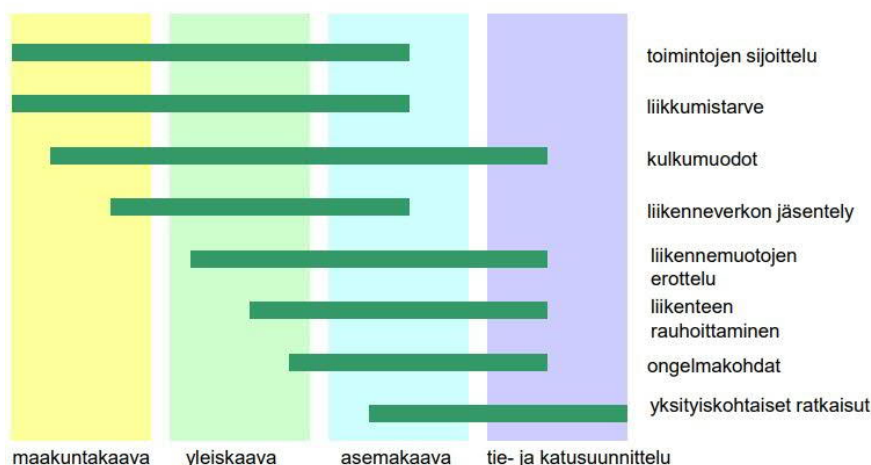 toimintojen sijoittelu
liikkumistarve
kulkumuodot
liikenneverkon jäsentely
liikennemuotojen
erottelu
liikenteen
rauhoittaminen
ongelmakohdat
yksityiskohtaiset ratkaisut
maakuntakaava yleiskaava asemakaava tie- ja katusuunnittelu